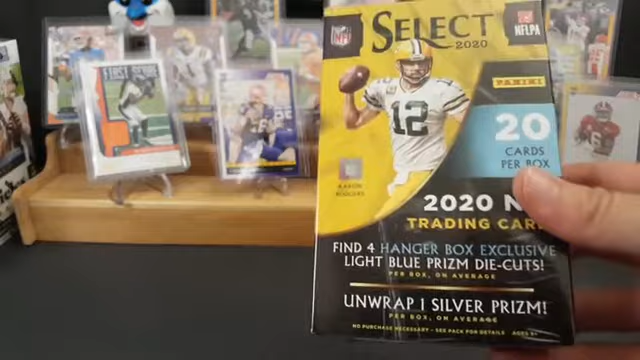 SELECT
2020
NFL
NFLPA
PANINI
12
20
CARDS
PER BOX
AARON
RODGERS
2020 N
TRADING CAR
FIND 4 HANGER BOX EXCLUSIVE
LIGHT BLUE PRIZM DIE-CUTS!
PER BOX, ON AVERAGE
UNWRAP 1 SILVER PRIZM!
PER BOX, ON AVERAGE
NO PURCHASE NECESSARY - SEE PACK FOR DETAILS AGES 6+